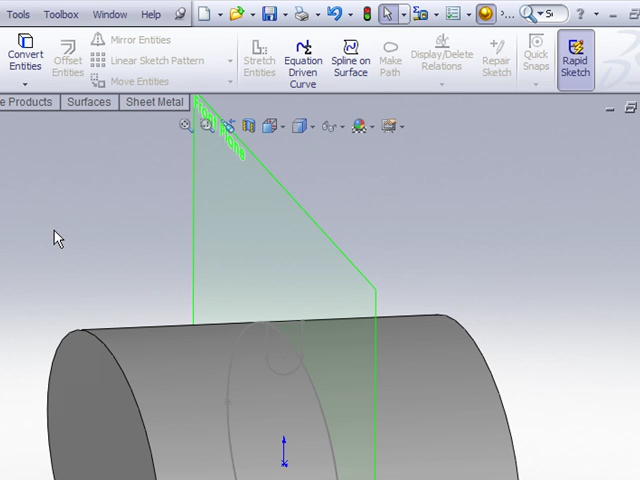 Tools Toolbox Window Help
Convert Entities
Offset Entities
Mirror Entities
Linear Sketch Pattern
Move Entities
Stretch Entities
Equation Driven Curve
Spline on Surface
Make Path
Display/Delete Relations
Repair Sketch
Quick Snaps
Rapid Sketch
e Products Surfaces Sheet Metal
Front Plane